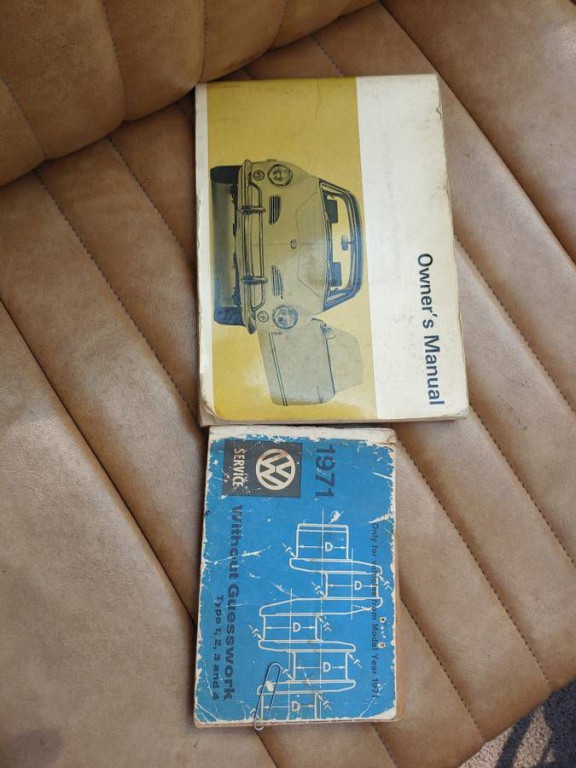 Owner's Manual
1971
VW
SERVICE
Without Guesswork
Type 1, 2, 3 and 4
Only for vehicles from Model Year 1971
D
D
D
D
D